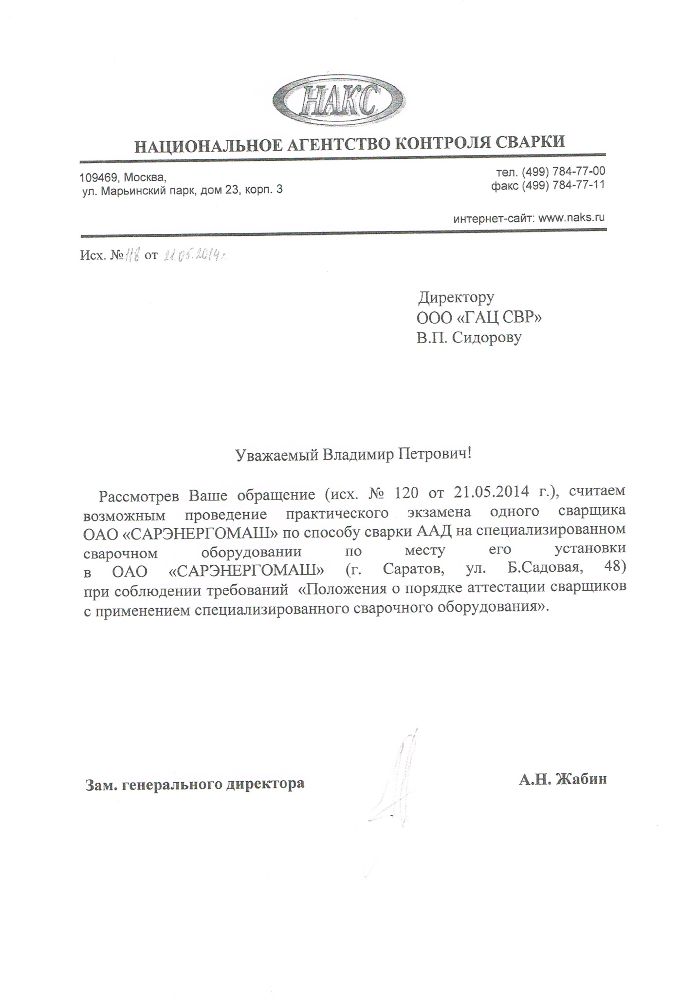 НАКС
НАЦИОНАЛЬНОЕ АГЕНТСТВО КОНТРОЛЯ СВАРКИ
109469, Москва,
ул. Марьинский парк, дом 23, корп. 3
тел. (499) 784-77-00
факс (499) 784-77-11
интернет-сайт: www.naks.ru
Исх. №118 от 21.05.2014г.
Директору
ООО «ГАЦ СВР»
В.П. Сидорову
Уважаемый Владимир Петрович!
Рассмотрев Ваше обращение (исх. № 120 от 21.05.2014 г.), считаем
возможным проведение практического экзамена одного сварщика
ОАО «САРЭНЕРГОМАШ» по способу сварки ААД на специализированном
сварочном оборудовании по месту его установки
в ОАО «САРЭНЕРГОМАШ» (г. Саратов, ул. Б.Садовая, 48)
при соблюдении требований «Положения о порядке аттестации сварщиков
с применением специализированного сварочного оборудования».
Зам. генерального директора
А.Н. Жабин